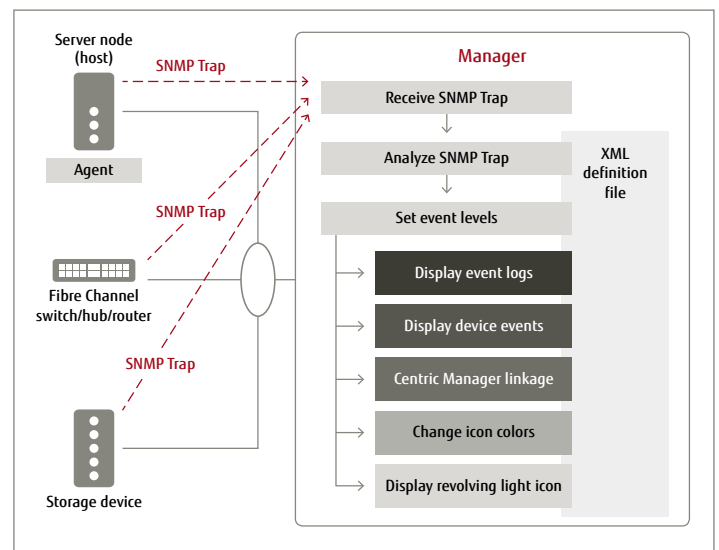 Server node
(host)
SNMP Trap
Agent
SNMP Trap
Fibre Channel
switch/hub/router
SNMP Trap
Storage device
Manager
Receive SNMP Trap
Analyze SNMP Trap
XML
definition
file
Set event levels
Display event logs
Display device events
Centric Manager linkage
Change icon colors
Display revolving light icon